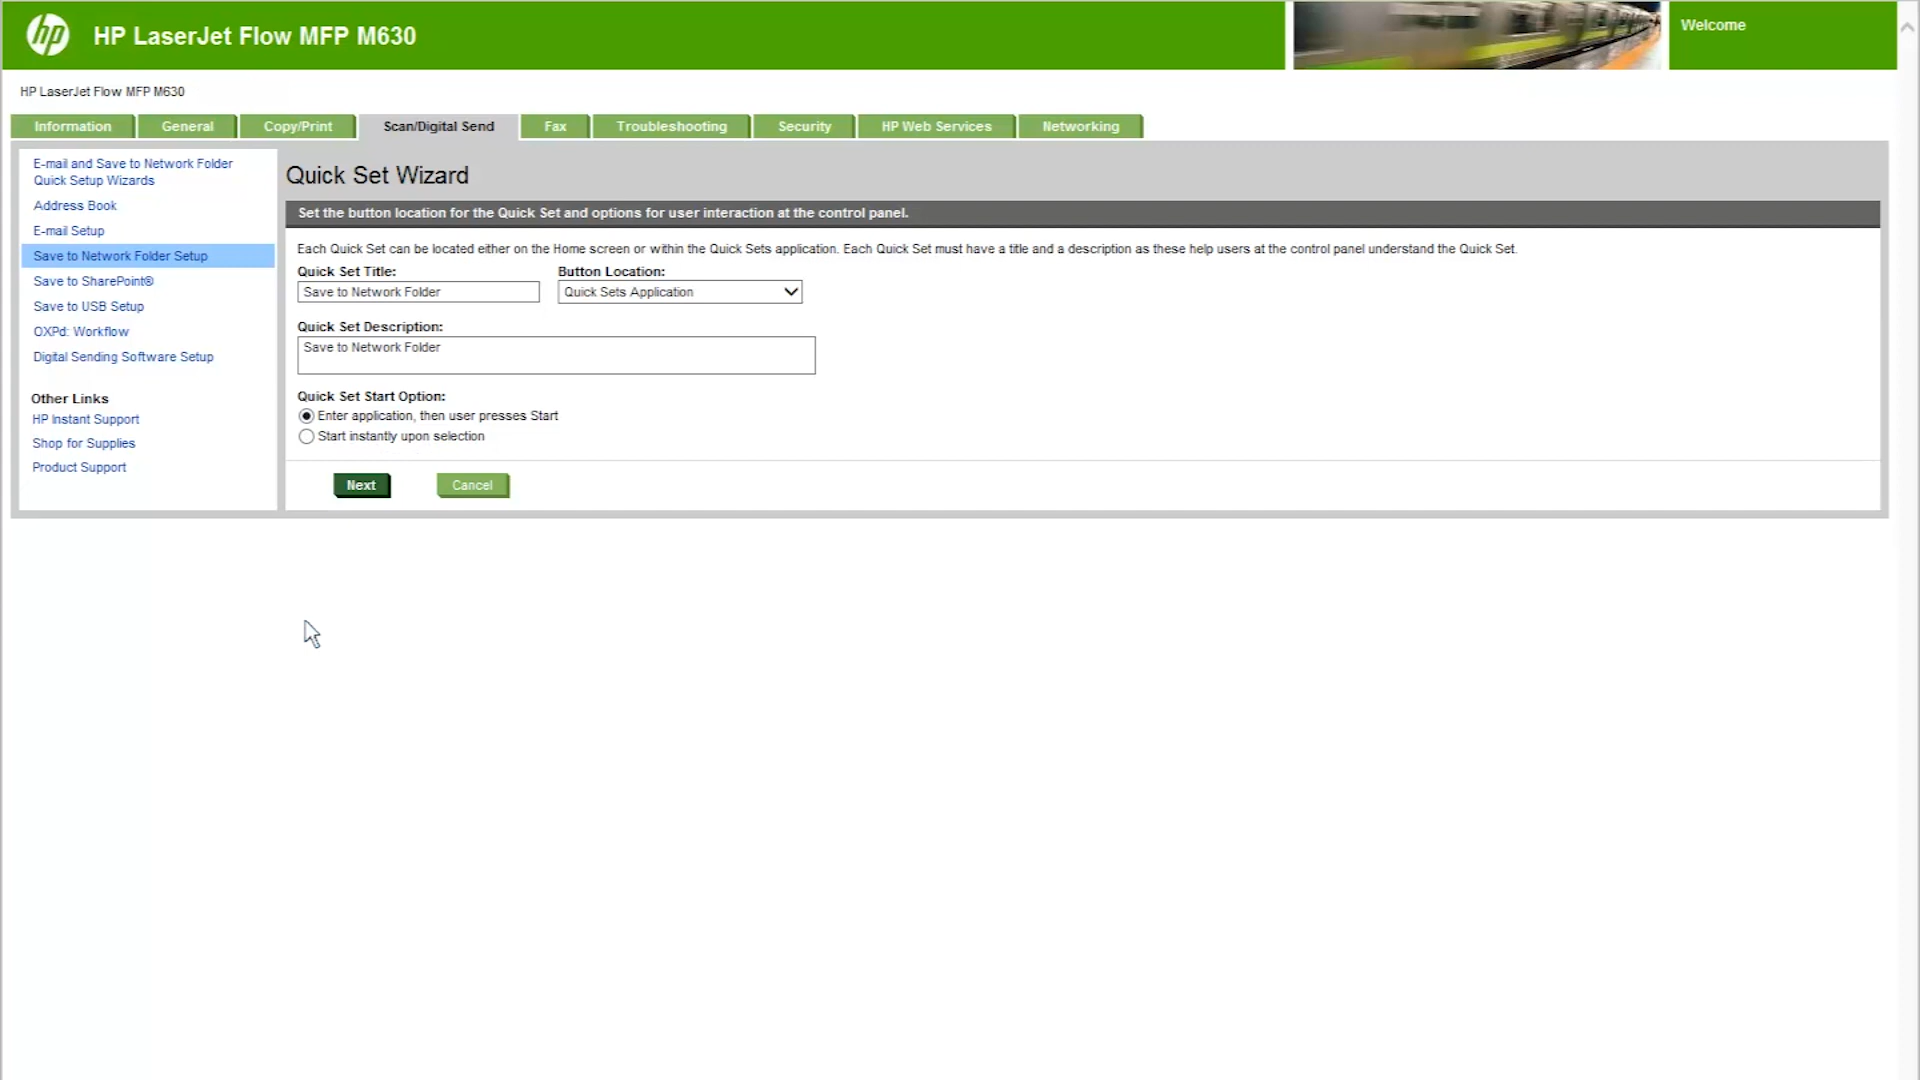 hp
HP LaserJet Flow MFP M630
Welcome
HP LaserJet Flow MFP M630
Information
General
Copy/Print
Scan/Digital Send
Fax
Troubleshooting
Security
HP Web Services
Networking
E-mail and Save to Network Folder
Quick Setup Wizards
Address Book
E-mail Setup
Save to Network Folder Setup
Save to SharePoint®
Save to USB Setup
OXPd: Workflow
Digital Sending Software Setup
Other Links
HP Instant Support
Shop for Supplies
Product Support
Quick Set Wizard
Set the button location for the Quick Set and options for user interaction at the control panel.
Each Quick Set can be located either on the Home screen or within the Quick Sets application. Each Quick Set must have a title and a description as these help users at the control panel understand the Quick Set.
Quick Set Title:
Button Location:
Save to Network Folder
Quick Sets Application
Quick Set Description:
Save to Network Folder
Quick Set Start Option:
Enter application, then user presses Start
Start instantly upon selection
Next
Cancel